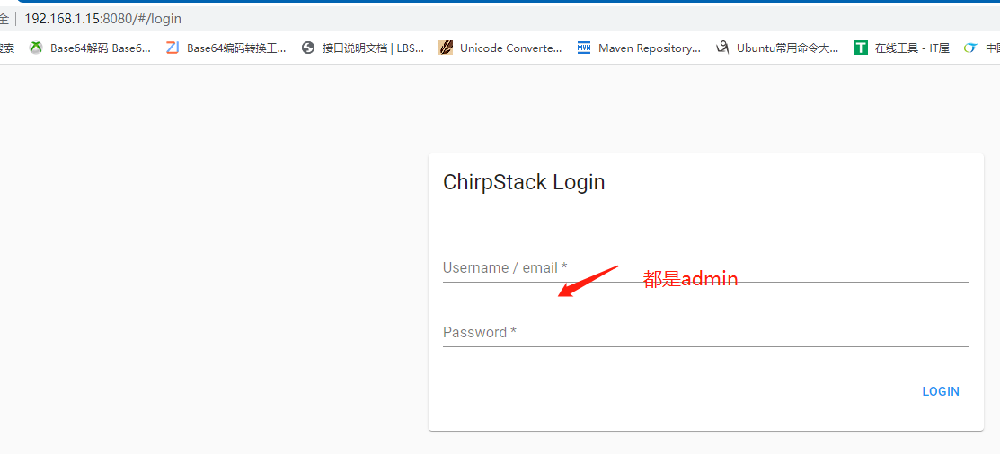 全 192.168.1.15:8080/#/login
搜索 Base64解码 Base6... Base64编码转换工... 接口说明文档 | LBS... Unicode Converte... MVN Maven Repository... Ubuntu常用命令大... T 在线工具 - IT屋 中国
ChirpStack Login
Username / email *
都是admin
Password *
LOGIN